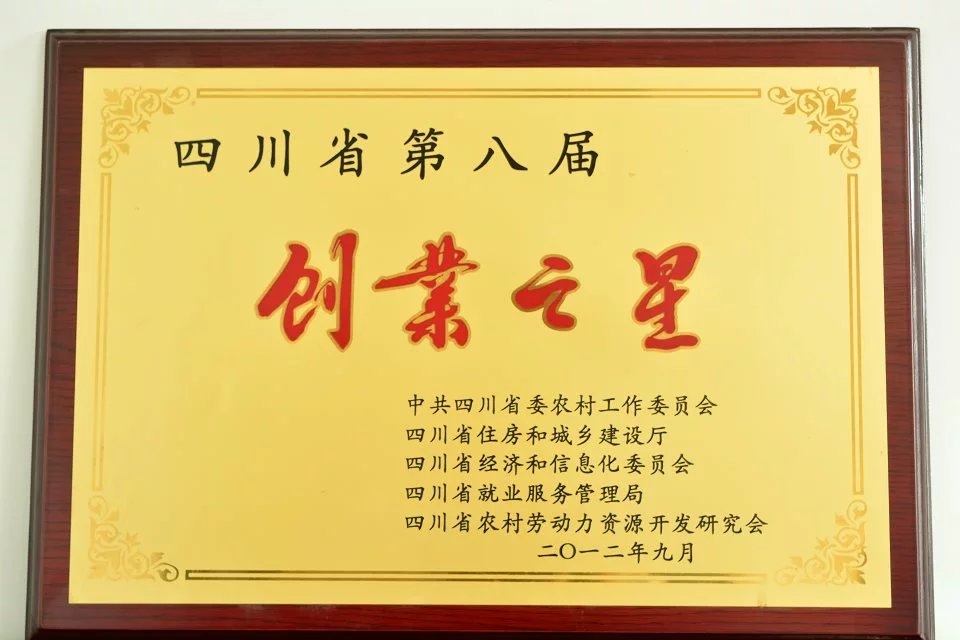 四川省第八届
创業之星
中共四川省委农村工作委员会
四川省住房和城乡建设厅
四川省经济和信息化委员会
四川省就业服务管理局
四川省农村劳动力资源开发研究会
二〇一二年九月